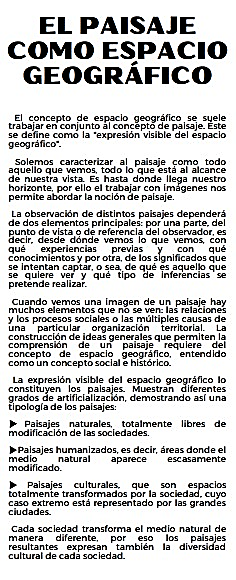 EL PAISAJE
COMO ESPACIO
GEOGRÁFICO
El concepto de espacio geográfico se suele
trabajar en conjunto al concepto de paisaje. Este
se define como la "expresión visible del espacio
geográfico".
Solemos caracterizar al paisaje como todo
aquello que vemos, todo lo que está al alcance
de nuestra vista. Es hasta donde llega nuestro
horizonte, por ello el trabajar con imágenes nos
permite abordar la noción de paisaje.
La observación de distintos paisajes dependerá
de dos elementos principales: por una parte, del
punto de vista o de referencia del observador, es
decir, desde dónde vemos lo que vemos, con
qué experiencias previas y con qué
conocimientos y por otra, de los significados que
se intentan captar, o sea, de qué es aquello que
se quiere ver y qué tipo de inferencias se
pretende realizar.
Cuando vemos una imagen de un paisaje hay
muchos elementos que no se ven: las relaciones
y los procesos sociales o las múltiples causas de
una particular organización territorial. La
construcción de ideas generales que permiten la
comprensión de un paisaje requiere del
concepto de espacio geográfico, entendido
como un concepto social e histórico.
La expresión visible del espacio geográfico lo
constituyen los paisajes. Muestran diferentes
grados de artificialización, demostrando así una
tipología de los paisajes:
▶ Paisajes naturales, totalmente libres de
modificación de las sociedades.
▶Paisajes humanizados, es decir, áreas donde el
medio natural aparece escasamente
modificado.
▶ Paisajes culturales, que son espacios
totalmente transformados por la sociedad, cuyo
caso extremo está representado por las grandes
ciudades.
Cada sociedad transforma el medio natural de
manera diferente, por eso los paisajes
resultantes expresan también la diversidad
cultural de cada sociedad.